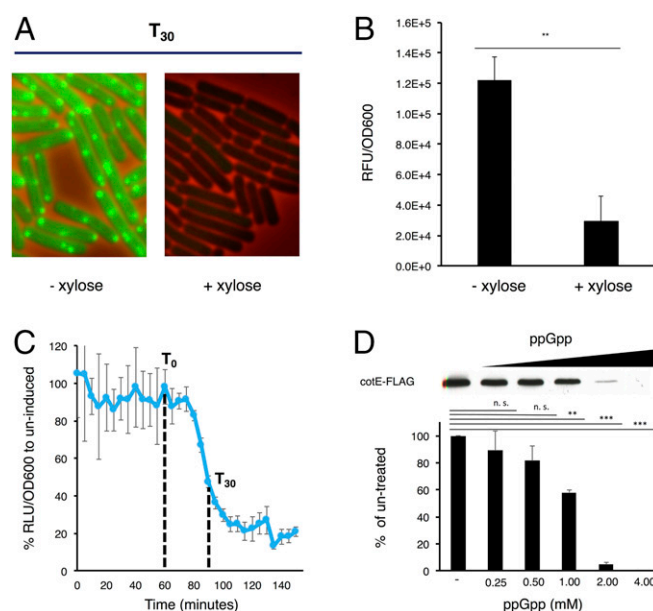 A
T30
- xylose
+ xylose
B
**
RFU/OD600
1.6E+5
1.4E+5
1.2E+5
1.0E+5
8.0E+4
6.0E+4
4.0E+4
2.0E+4
0.0E+0
- xylose
+ xylose
C
% RLU/OD600 to un-induced
120
100
80
60
40
20
0
T0
T30
0
20
40
60
80
100
120
140
Time (minutes)
D
ppGpp
cotE-FLAG
n. s.
n. s.
**
***
***
% of un-treated
100
80
60
40
20
0
-
0.25
0.50
1.00
2.00
4.00
ppGpp (mM)